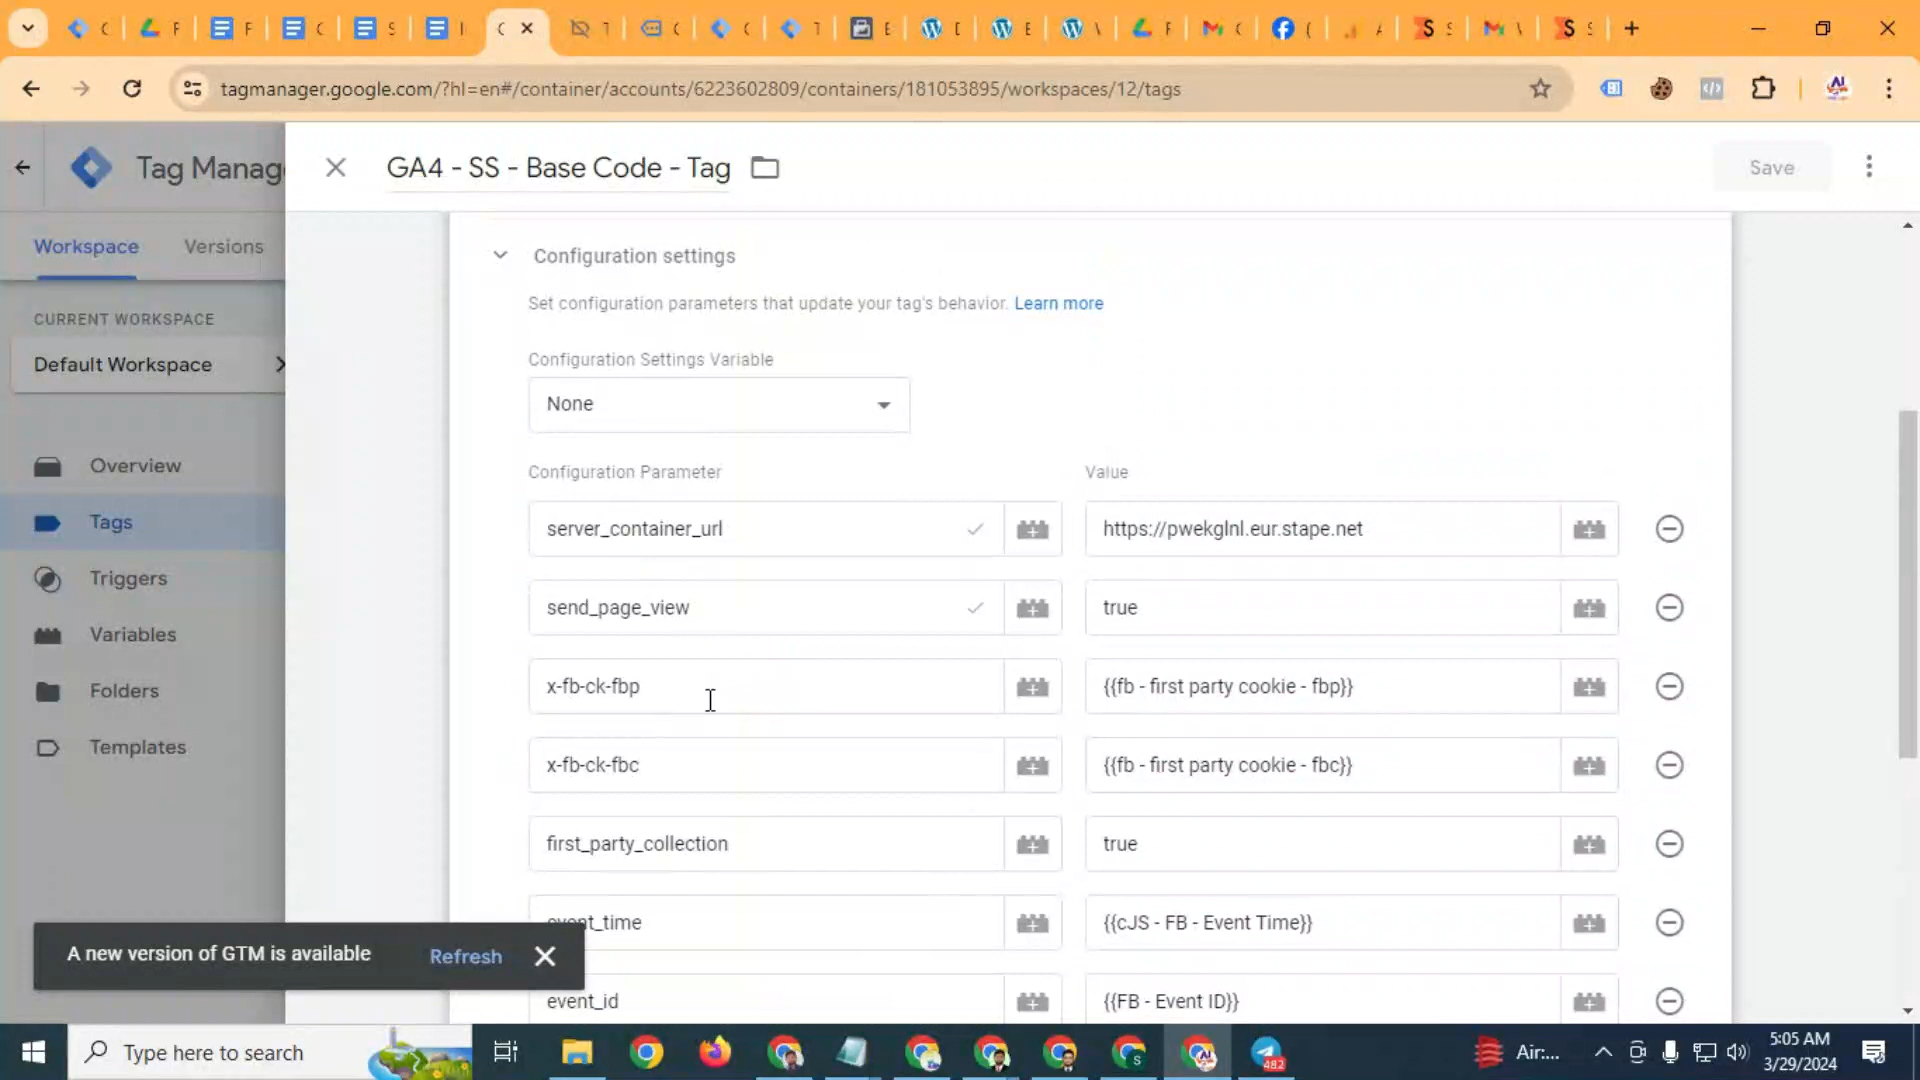 tagmanager.google.com/?hl=en#/container/accounts/6223602809/containers/181053895/workspaces/12/tags
Tag Manag
GA4 - SS - Base Code - Tag
Save
Workspace
Versions
CURRENT WORKSPACE
Default Workspace
Overview
Tags
Triggers
Variables
Folders
Templates
Configuration settings
Set configuration parameters that update your tag's behavior. Learn more
Configuration Settings Variable
None
Configuration Parameter
Value
server_container_url
https://pwekglnl.eur.stape.net
send_page_view
true
x-fb-ck-fbp
{{fb - first party cookie - fbp}}
x-fb-ck-fbc
{{fb - first party cookie - fbc}}
first_party_collection
true
event_time
{{cJS - FB - Event Time}}
event_id
{{FB - Event ID}}
A new version of GTM is available
Refresh
Type here to search
482
Air:...
5:05 AM
3/29/2024